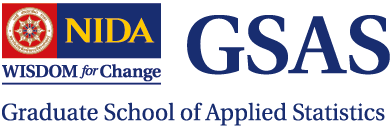 NIDA
WISDOM for Change
GSAS
Graduate School of Applied Statistics